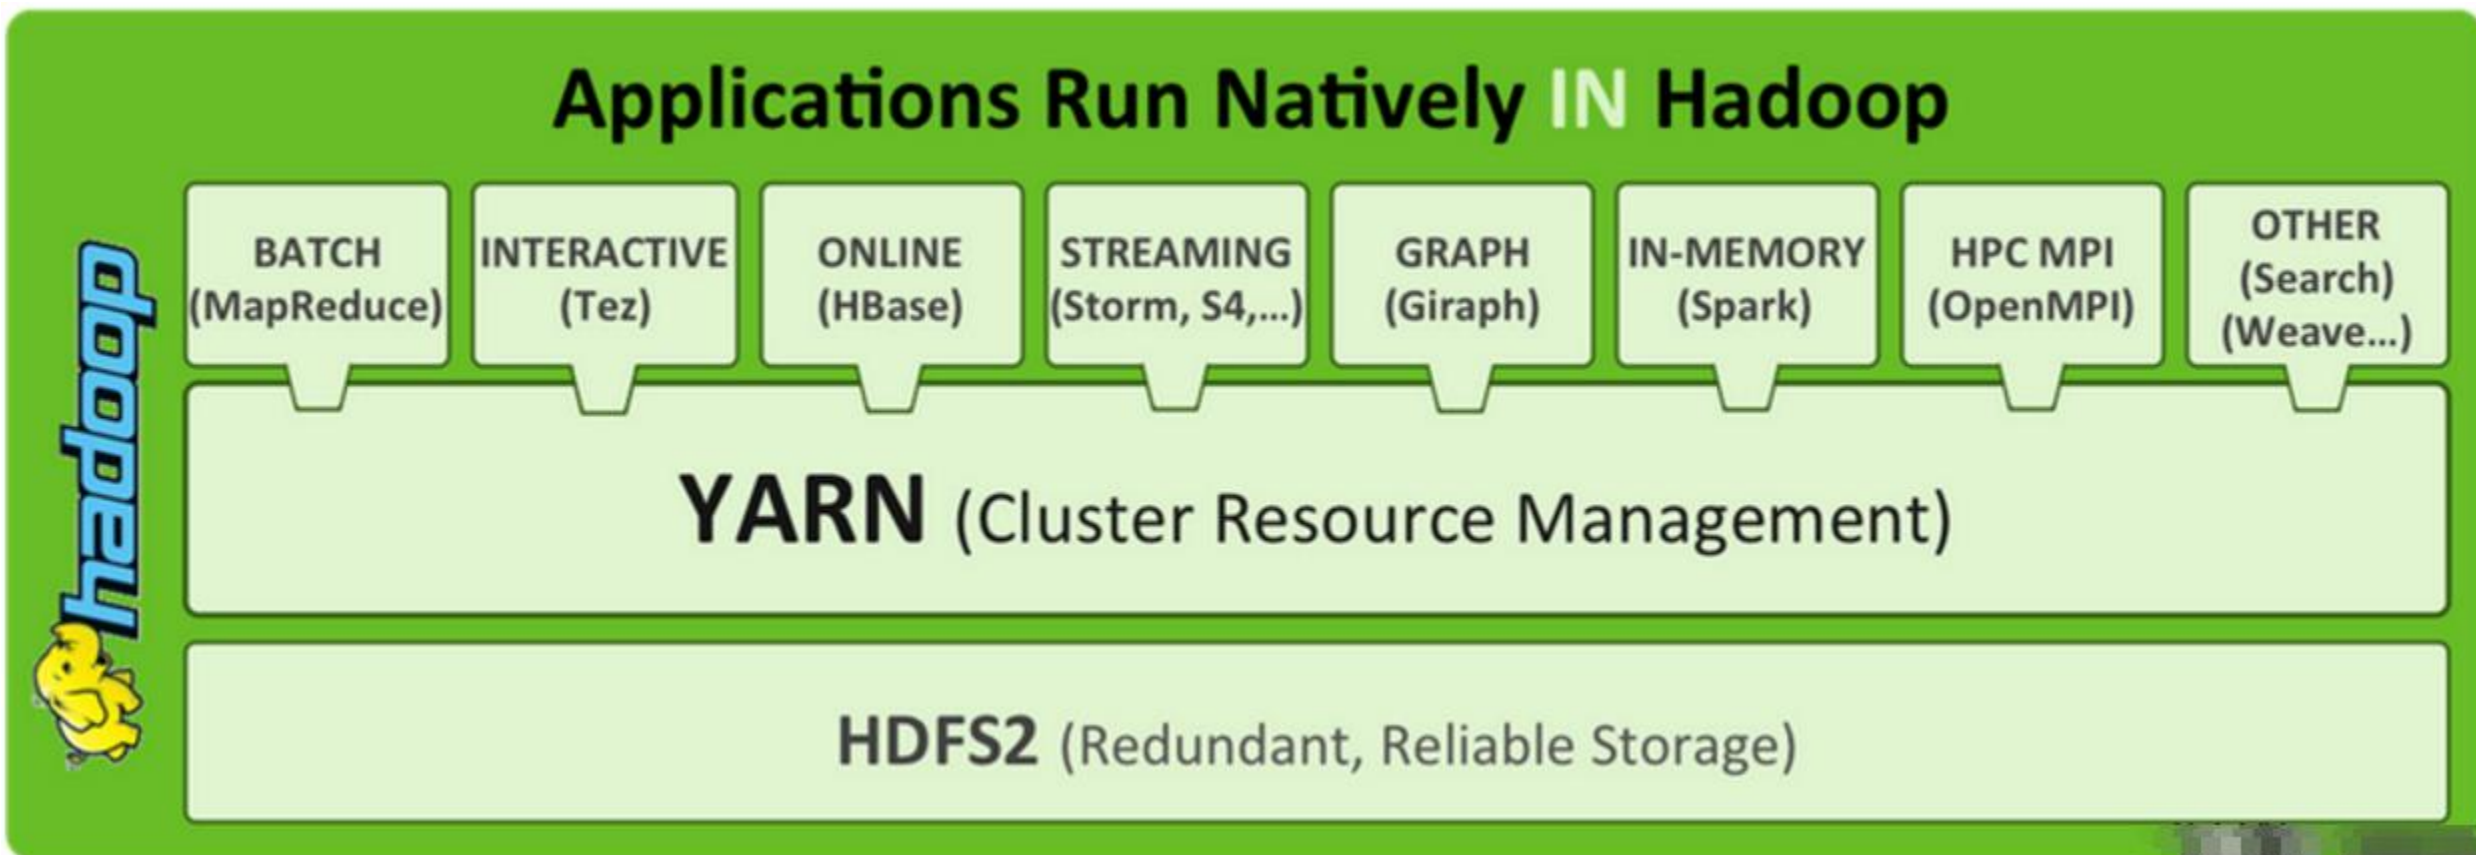 Applications Run Natively IN Hadoop
BATCH
(MapReduce)
INTERACTIVE
(Tez)
ONLINE
(HBase)
STREAMING
(Storm, S4,...)
GRAPH
(Giraph)
IN-MEMORY
(Spark)
HPC MPI
(OpenMPI)
OTHER
(Search)
(Weave...)
hadoop
YARN (Cluster Resource Management)
HDFS2 (Redundant, Reliable Storage)